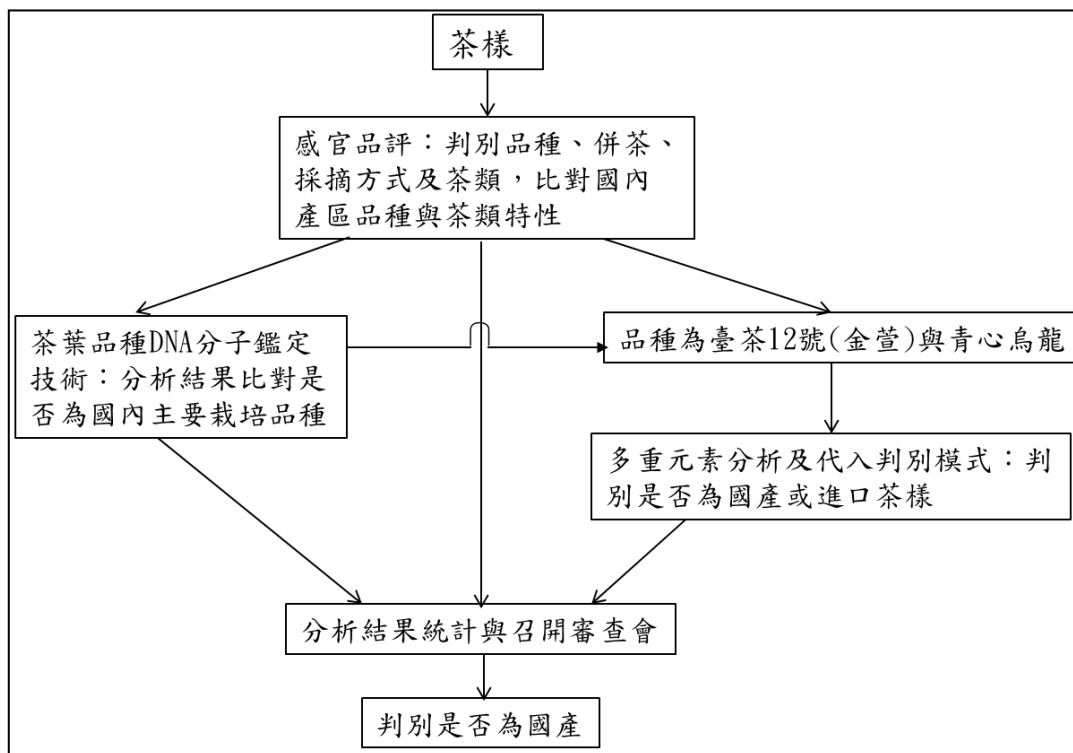 茶樣
感官品評：判別品種、併茶、
採摘方式及茶類，比對國內
產區品種與茶類特性
茶葉品種DNA分子鑑定
技術：分析結果比對是
否為國內主要栽培品種
品種為臺茶12號(金萱)與青心烏龍
多重元素分析及代入判別模式：判
別是否為國產或進口茶樣
分析結果統計與召開審查會
判別是否為國產